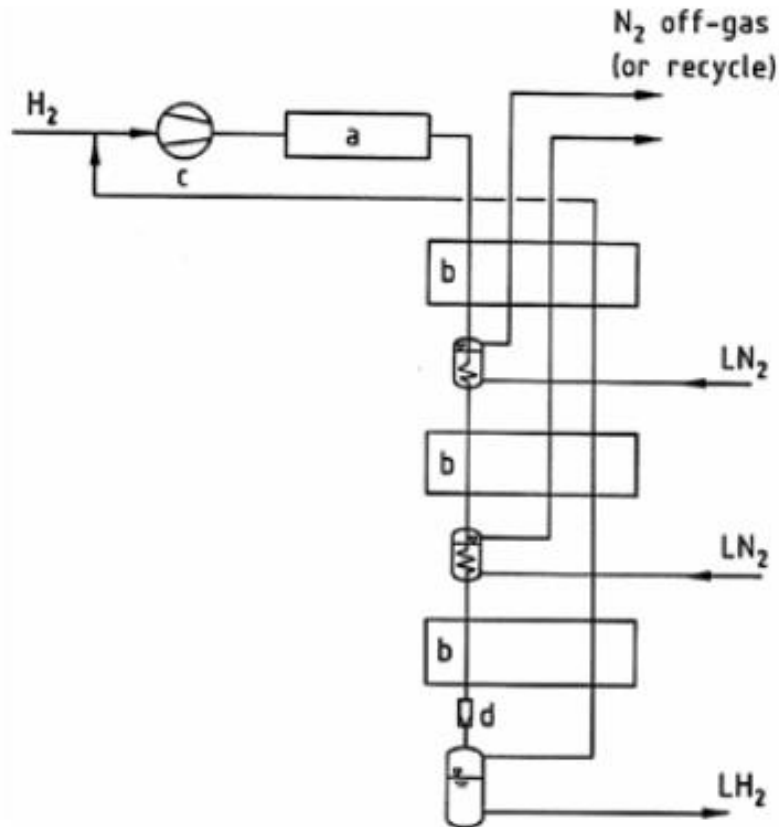 N₂ off-gas
(or recycle)
H₂
a
c
b
LN₂
b
LN₂
b
d
LH₂